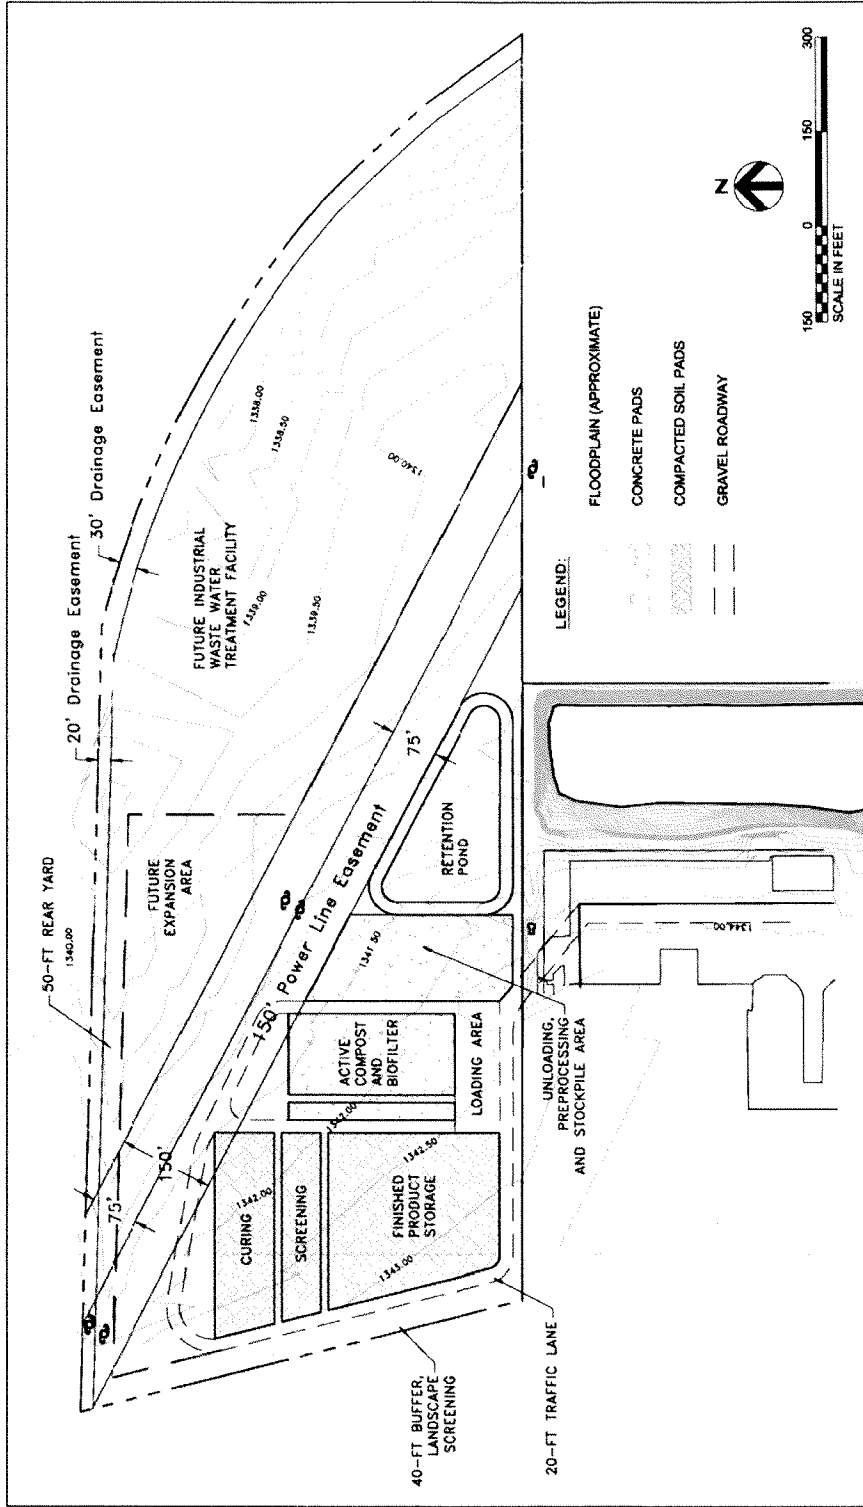 50-FT REAR YARD
1340.00
20' Drainage Easement
30' Drainage Easement
75'
150'
FUTURE
EXPANSION
AREA
FUTURE INDUSTRIAL
WASTE WATER
TREATMENT FACILITY
1338.00
1338.50
1339.00
1339.50
1340.00
150' Power Line Easement
75'
1341.50
CURING
1342.00
SCREENING
1342.00
ACTIVE
COMPOST
AND
BIOFILTER
FINISHED
PRODUCT
STORAGE
1342.50
1343.00
LOADING AREA
RETENTION
POND
40-FT BUFFER,
LANDSCAPE
SCREENING
20-FT TRAFFIC LANE
UNLOADING,
PREPROCESSING
AND STOCKPILE AREA
1344.00
LEGEND:
FLOODPLAIN (APPROXIMATE)
CONCRETE PADS
COMPACTED SOIL PADS
GRAVEL ROADWAY
N
150 0 150 300
SCALE IN FEET